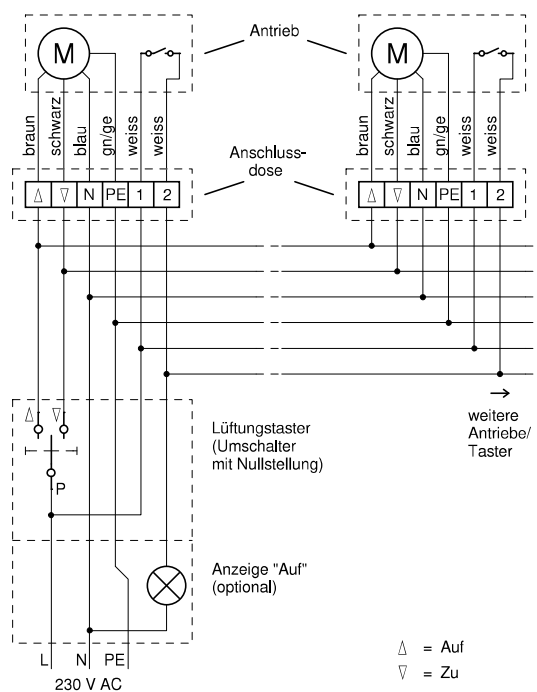 M
Antrieb
M
braun
schwarz
blau
gn/ge
weiss
weiss
braun
schwarz
blau
gn/ge
weiss
weiss
Anschluss-
dose
N PE 1 2
N PE 1 2
→
weitere
Antriebe/
Taster
Lüftungstaster
(Umschalter
mit Nullstellung)
P
Anzeige "Auf"
(optional)
L N PE
230 V AC
△ = Auf
▽ = Zu